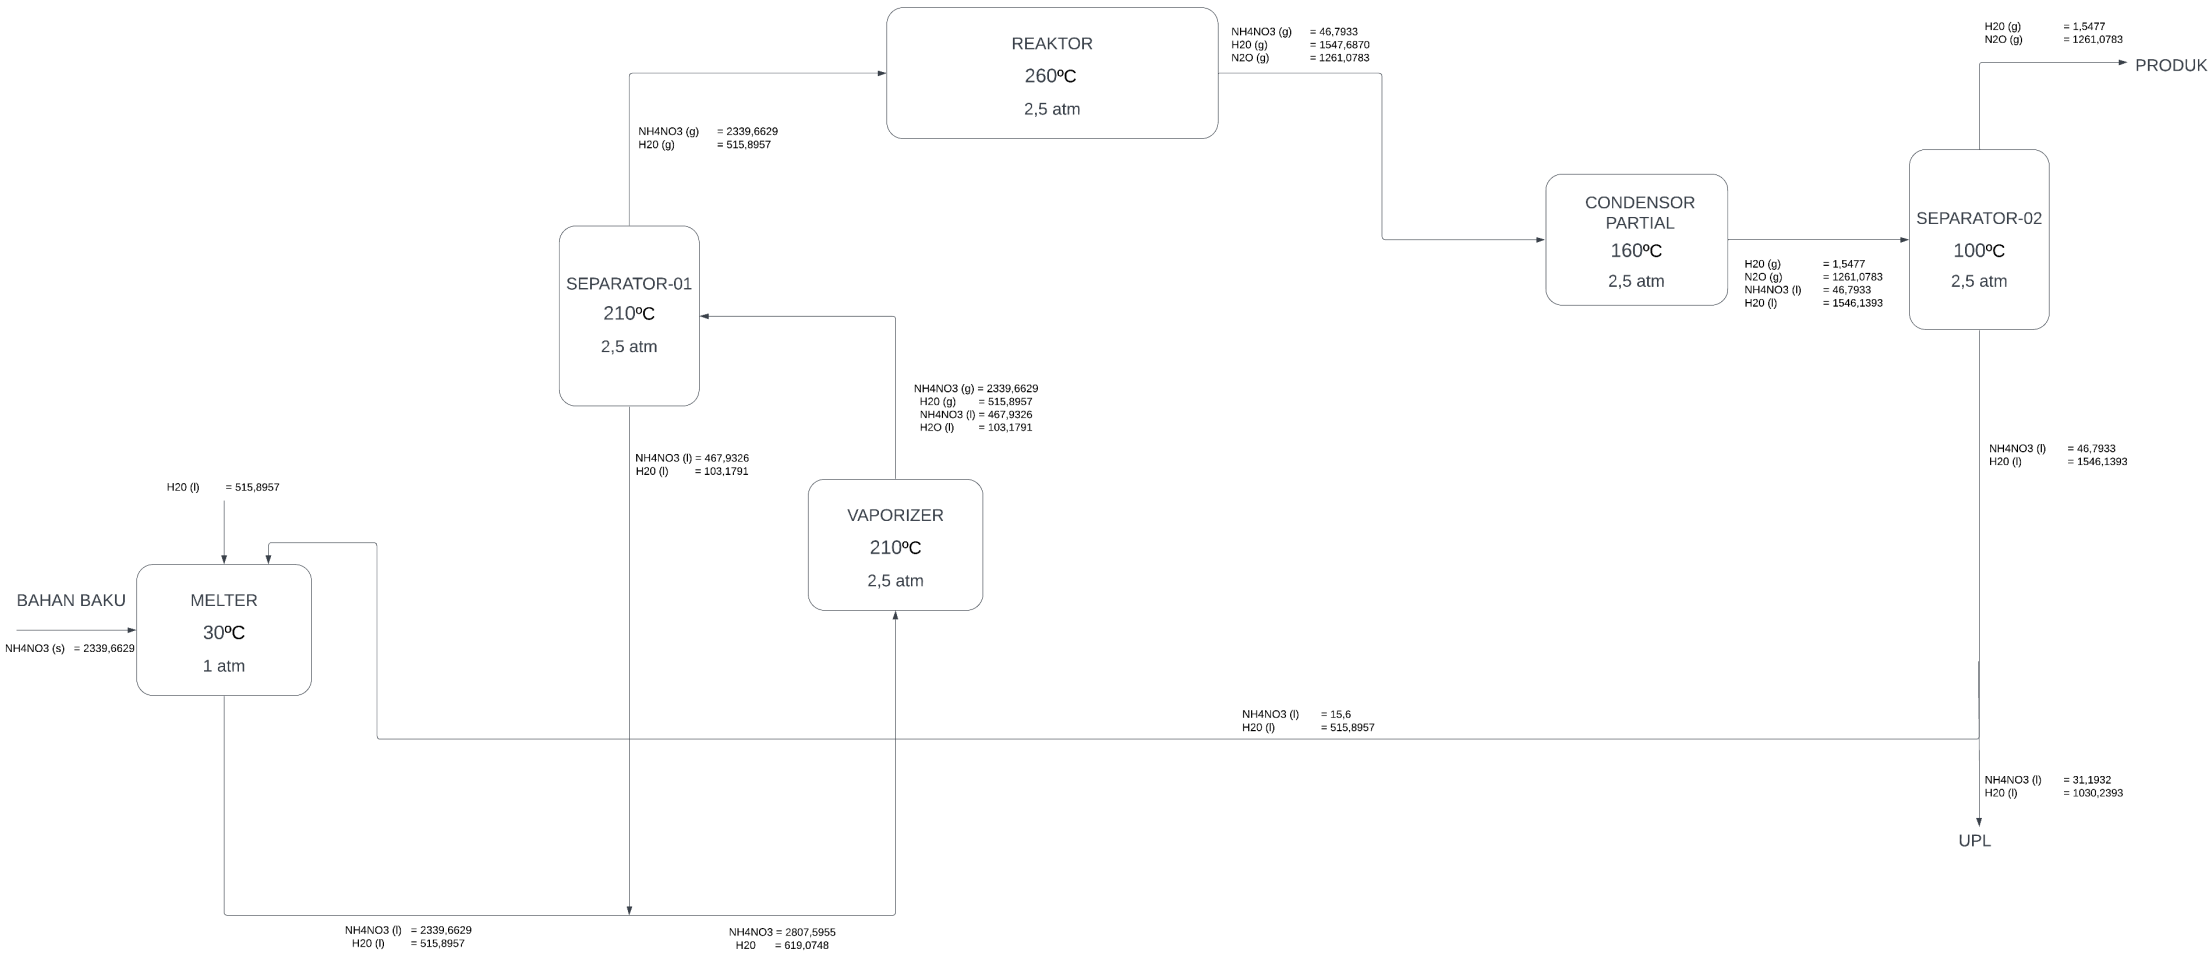 REAKTOR
260ºC
2,5 atm
NH4NO3 (g) = 46,7933
H20 (g) = 1547,6870
N2O (g) = 1261,0783
H20 (g) = 1,5477
N2O (g) = 1261,0783
PRODUK
NH4NO3 (g) = 2339,6629
H20 (g) = 515,8957
CONDENSOR
PARTIAL
160ºC
2,5 atm
SEPARATOR-02
100ºC
2,5 atm
H20 (g) = 1,5477
N2O (g) = 1261,0783
NH4NO3 (l) = 46,7933
H20 (l) = 1546,1393
SEPARATOR-01
210ºC
2,5 atm
NH4NO3 (g) = 2339,6629
H20 (g) = 515,8957
NH4NO3 (l) = 467,9326
H2O (l) = 103,1791
NH4NO3 (l) = 467,9326
H20 (l) = 103,1791
NH4NO3 (l) = 46,7933
H20 (l) = 1546,1393
H20 (l) = 515,8957
VAPORIZER
210ºC
2,5 atm
BAHAN BAKU
NH4NO3 (s) = 2339,6629
MELTER
30ºC
1 atm
NH4NO3 (l) = 15,6
H20 (l) = 515,8957
NH4NO3 (l) = 31,1932
H20 (l) = 1030,2393
UPL
NH4NO3 (l) = 2339,6629
H20 (l) = 515,8957
NH4NO3 = 2807,5955
H20 = 619,0748